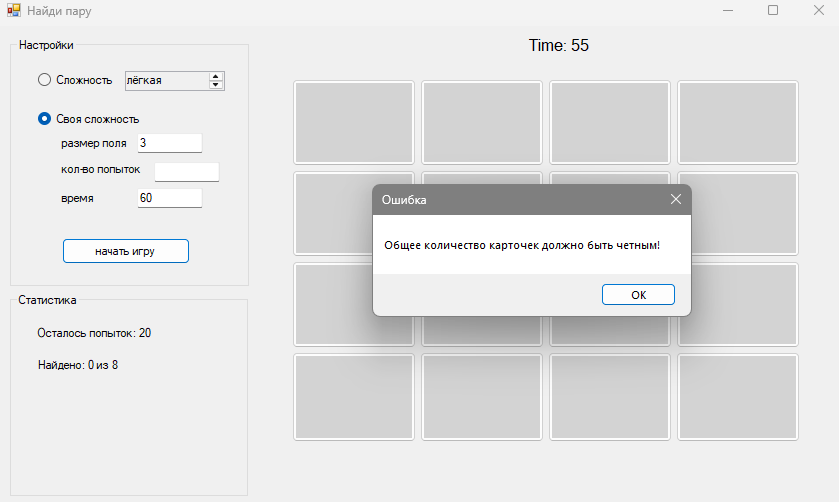 Найди пару
Настройки
Сложность лёгкая
Своя сложность
размер поля 3
кол-во попыток
время 60
начать игру
Статистика
Осталось попыток: 20
Найдено: 0 из 8
Time: 55
Ошибка
Общее количество карточек должно быть четным!
ОК